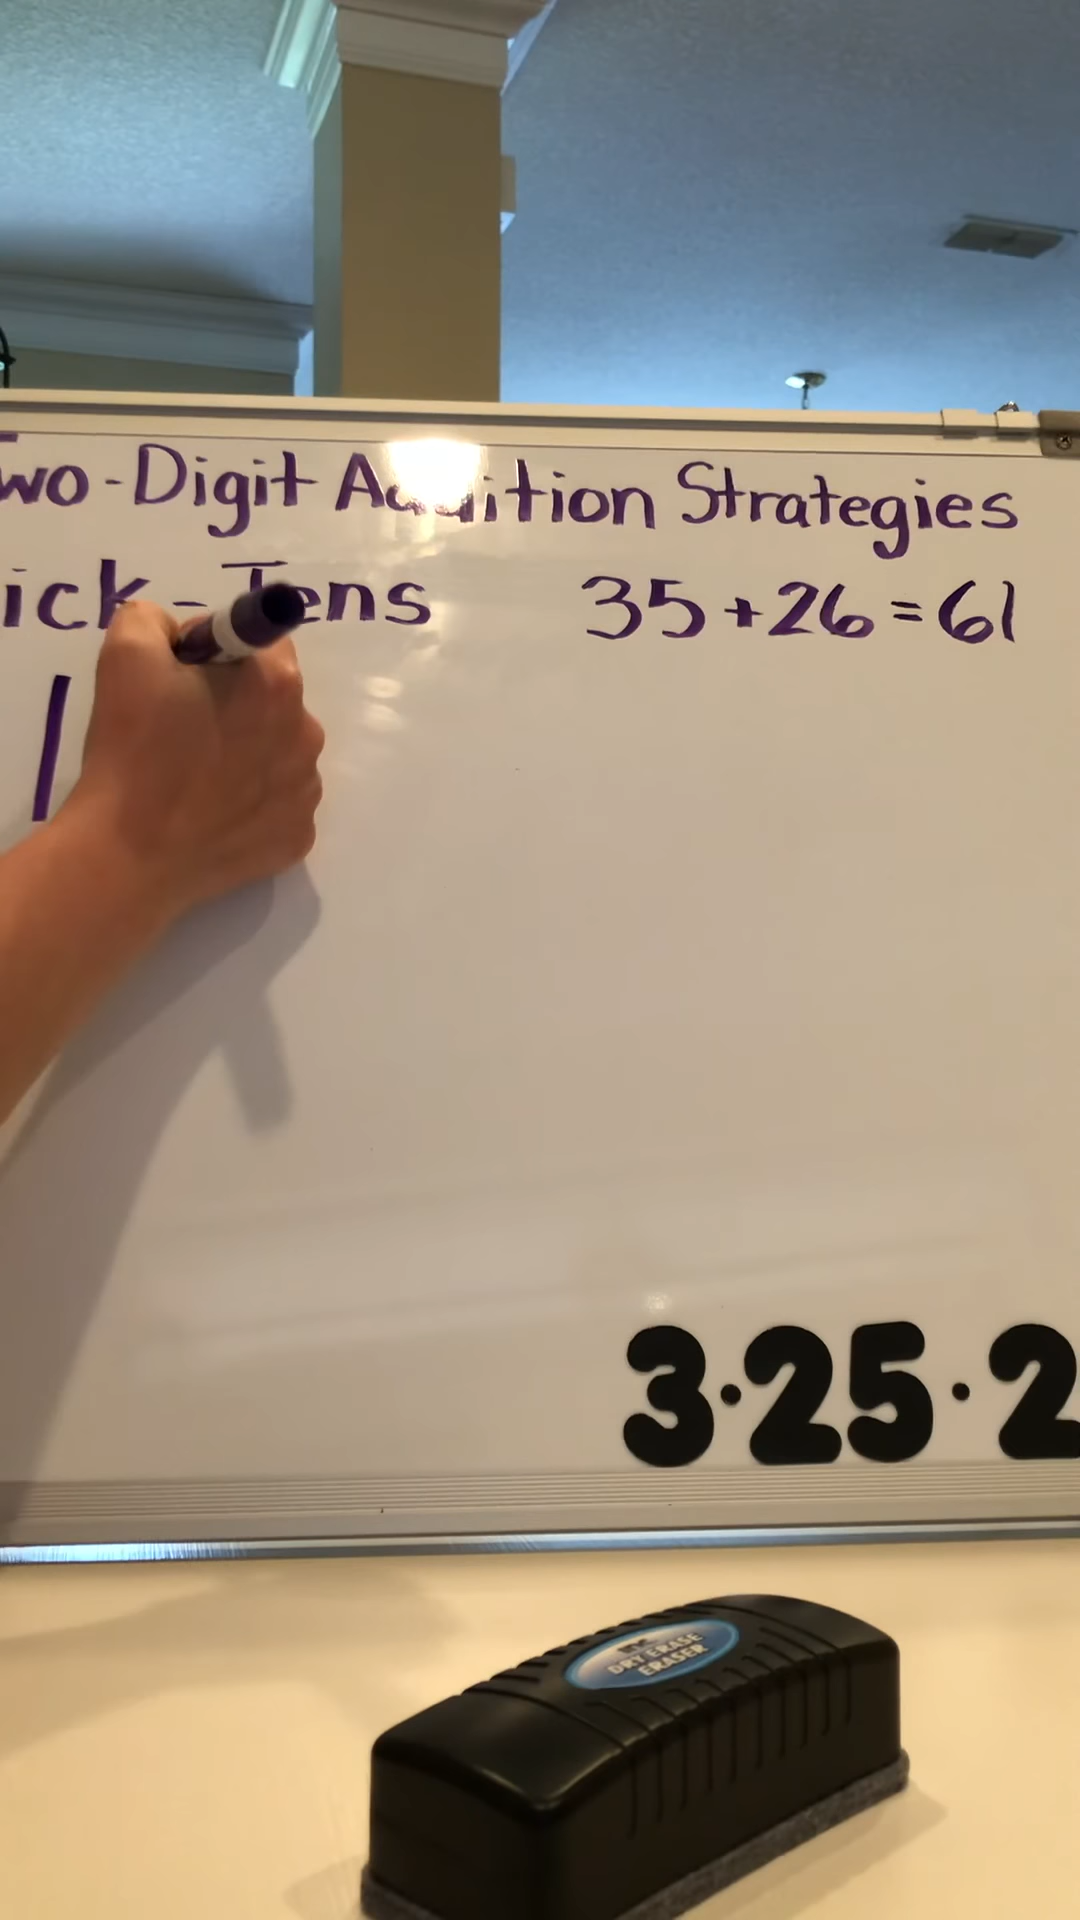 wo-Digit Addition Strategies
ick-Tens 35+26=61
3·25·2
DRY ERASE
ERASER